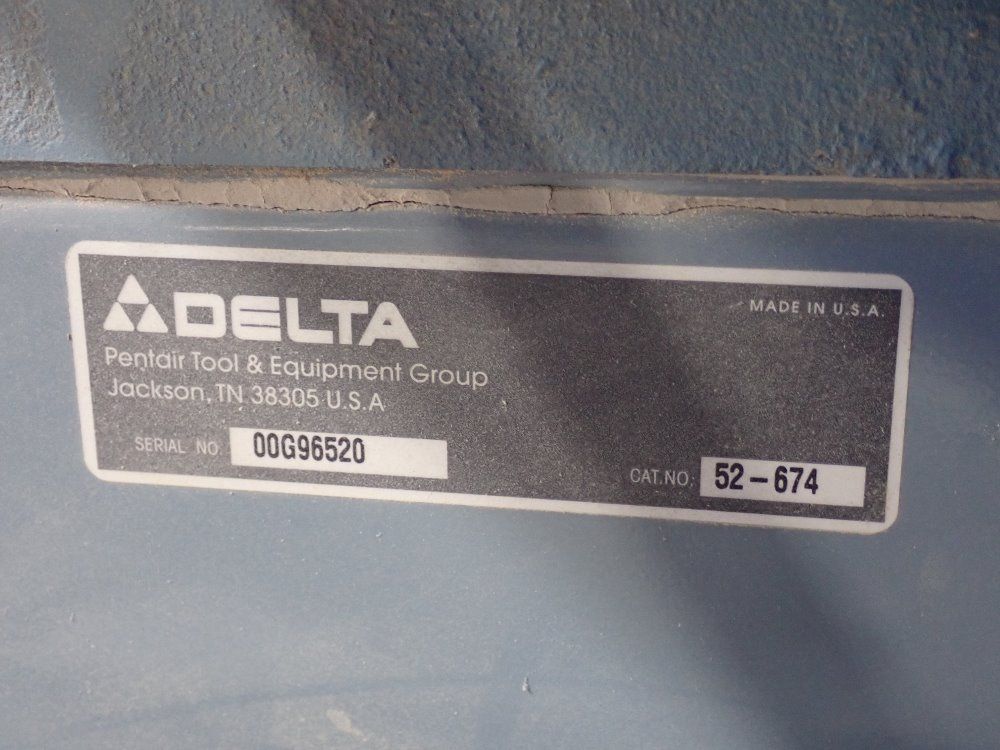 DELTA
MADE IN U.S.A.
Pentair Tool & Equipment Group
Jackson, TN 38305 U.S.A
SERIAL NO. 00G96520
CAT.NO. 52-674